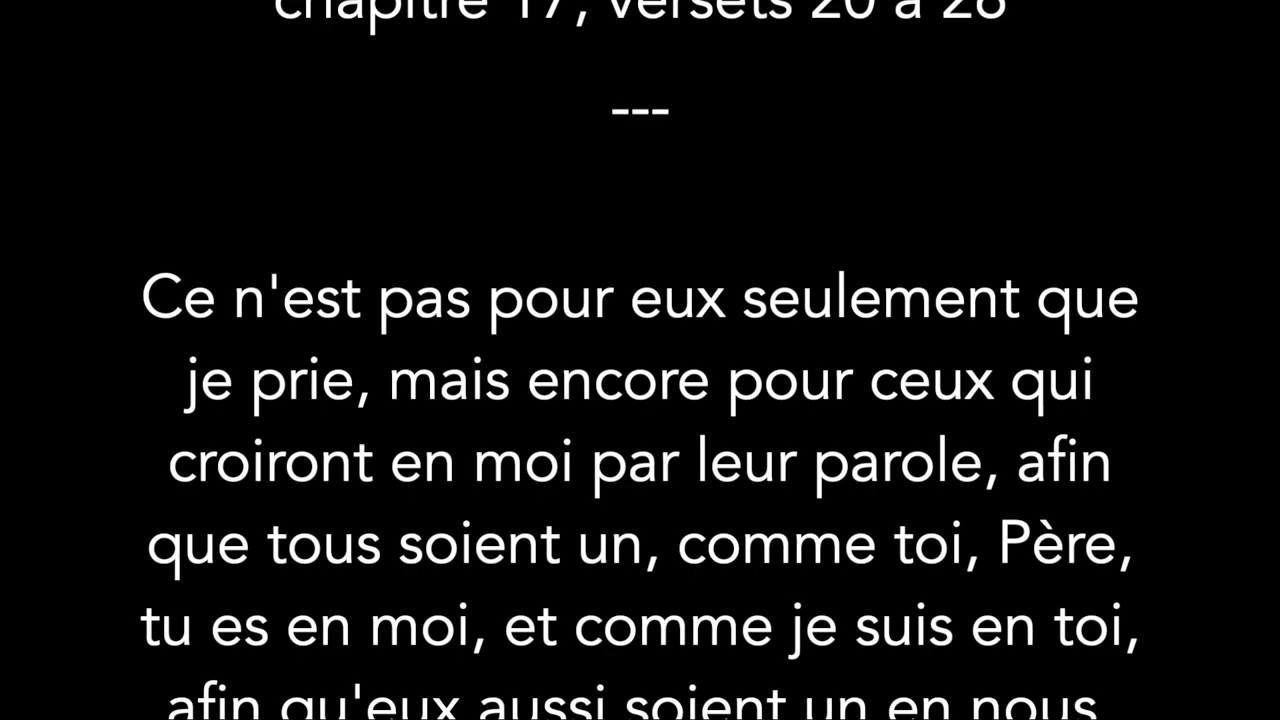 chapitre 17, versets 20 à 26
---
Ce n'est pas pour eux seulement que
je prie, mais encore pour ceux qui
croiront en moi par leur parole, afin
que tous soient un, comme toi, Père,
tu es en moi, et comme je suis en toi,
afin qu'eux aussi soient un en nous,